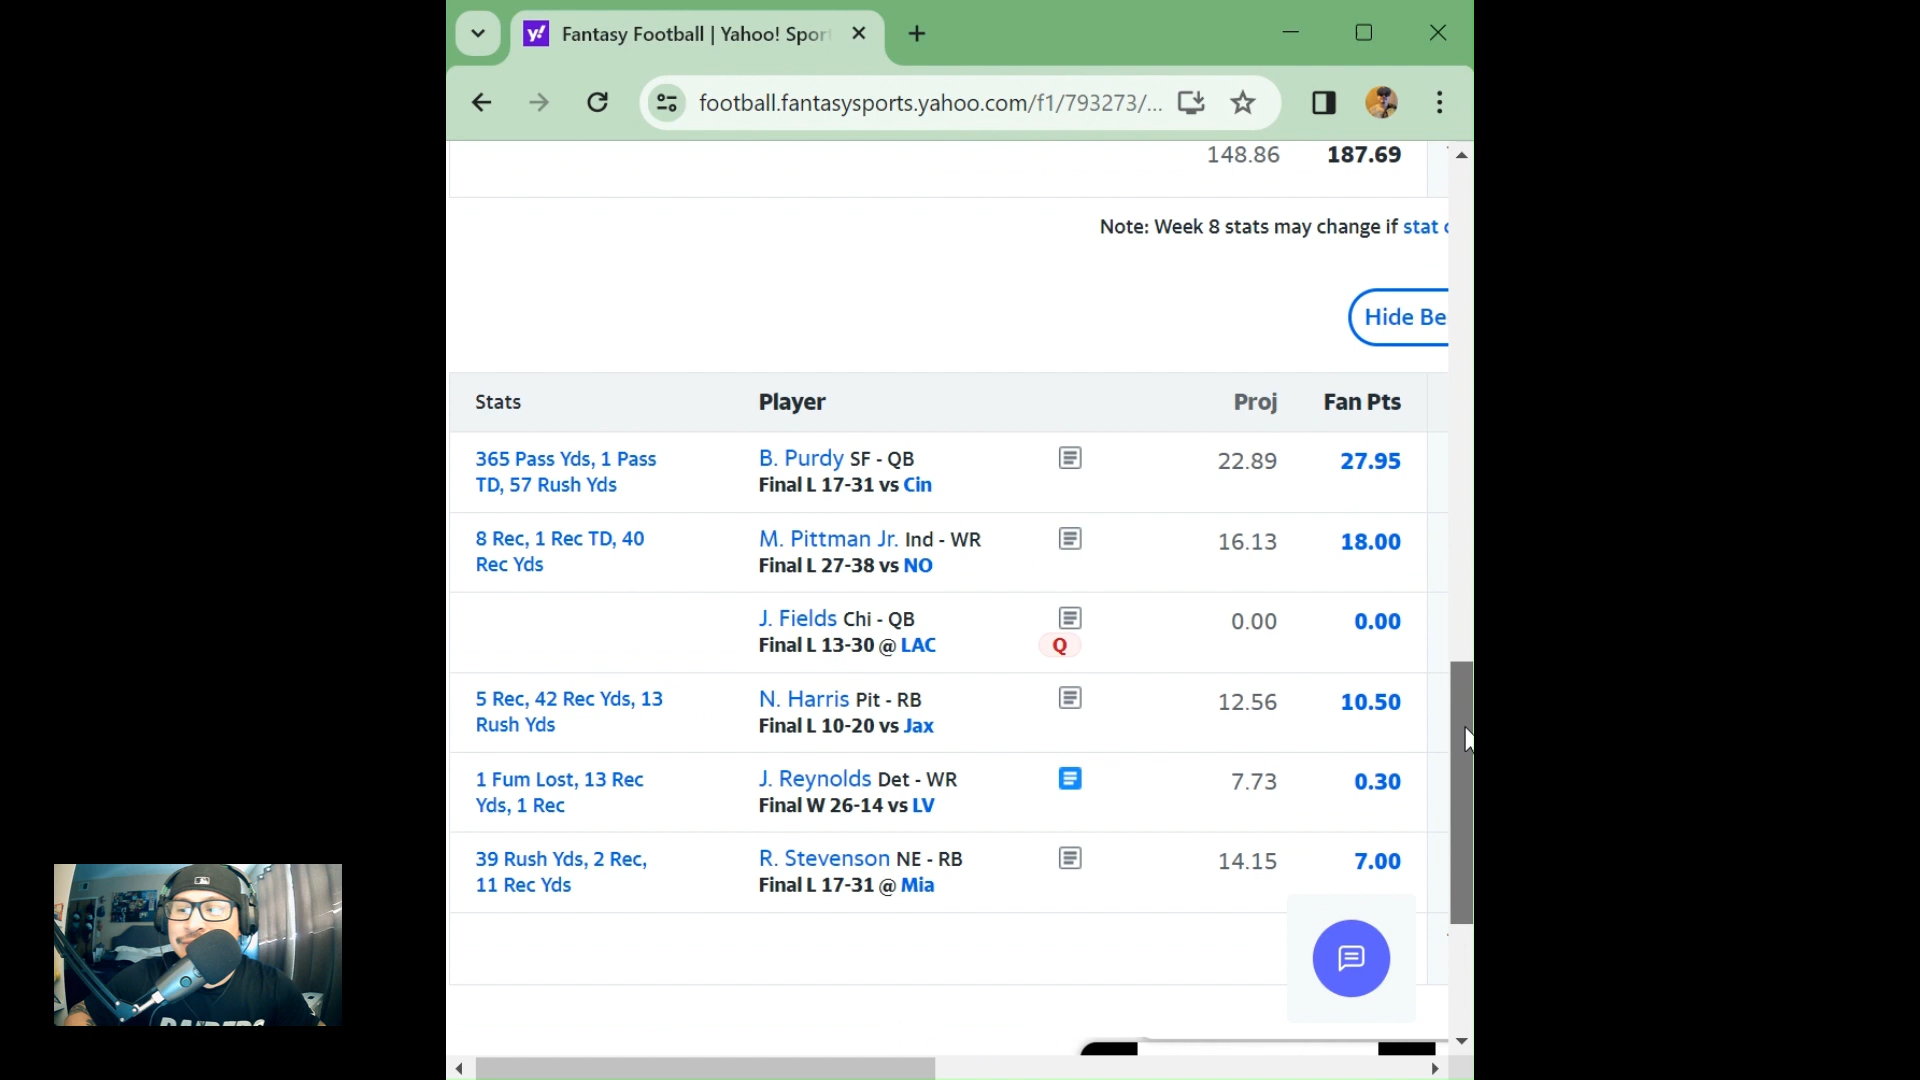 Fantasy Football | Yahoo! Spor
football.fantasysports.yahoo.com/f1/793273/...
148.86 187.69
Note: Week 8 stats may change if stat c
Hide Be
Stats Player Proj Fan Pts
365 Pass Yds, 1 Pass
TD, 57 Rush Yds
B. Purdy SF - QB
Final L 17-31 vs Cin
22.89 27.95
8 Rec, 1 Rec TD, 40
Rec Yds
M. Pittman Jr. Ind - WR
Final L 27-38 vs NO
16.13 18.00
J. Fields Chi - QB
Final L 13-30 @ LAC
Q
0.00 0.00
5 Rec, 42 Rec Yds, 13
Rush Yds
N. Harris Pit - RB
Final L 10-20 vs Jax
12.56 10.50
1 Fum Lost, 13 Rec
Yds, 1 Rec
J. Reynolds Det - WR
Final W 26-14 vs LV
7.73 0.30
39 Rush Yds, 2 Rec,
11 Rec Yds
R. Stevenson NE - RB
Final L 17-31 @ Mia
14.15 7.00
RAIDERS